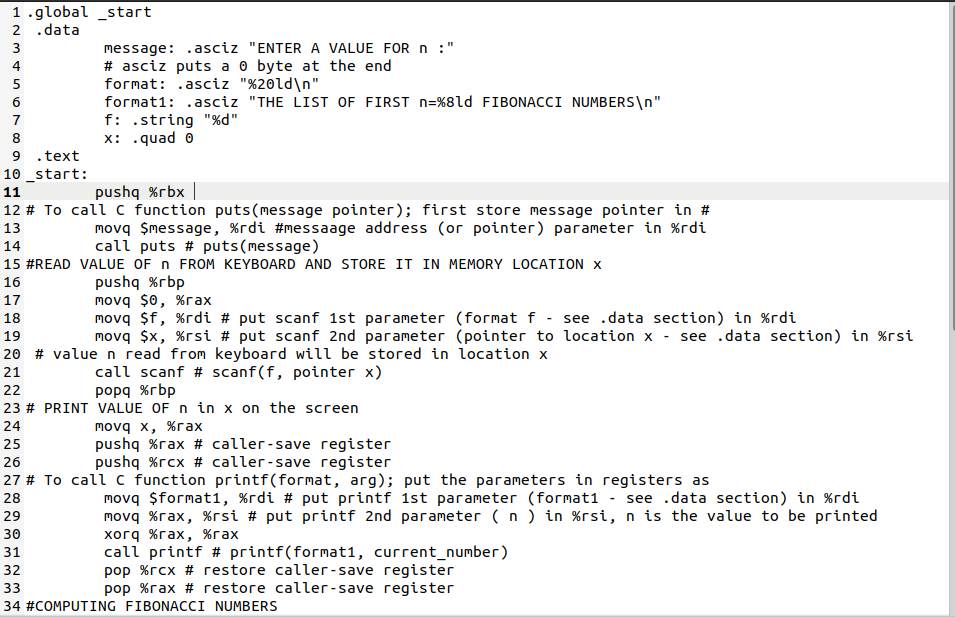 1 .global _start
2 .data
3 message: .asciz "ENTER A VALUE FOR n :"
4 # asciz puts a 0 byte at the end
5 format: .asciz "%20ld\n"
6 format1: .asciz "THE LIST OF FIRST n=%8ld FIBONACCI NUMBERS\n"
7 f: .string "%d"
8 x: .quad 0
9 .text
10 _start:
11 pushq %rbx
12 # To call C function puts(message pointer); first store message pointer in #
13 movq $message, %rdi #messaage address (or pointer) parameter in %rdi
14 call puts # puts(message)
15 #READ VALUE OF n FROM KEYBOARD AND STORE IT IN MEMORY LOCATION x
16 pushq %rbp
17 movq $0, %rax
18 movq $f, %rdi # put scanf 1st parameter (format f - see .data section) in %rdi
19 movq $x, %rsi # put scanf 2nd parameter (pointer to location x - see .data section) in %rsi
20 # value n read from keyboard will be stored in location x
21 call scanf # scanf(f, pointer x)
22 popq %rbp
23 # PRINT VALUE OF n in x on the screen
24 movq x, %rax
25 pushq %rax # caller-save register
26 pushq %rcx # caller-save register
27 # To call C function printf(format, arg); put the parameters in registers as
28 movq $format1, %rdi # put printf 1st parameter (format1 - see .data section) in %rdi
29 movq %rax, %rsi # put printf 2nd parameter ( n ) in %rsi, n is the value to be printed
30 xorq %rax, %rax
31 call printf # printf(format1, current_number)
32 pop %rcx # restore caller-save register
33 pop %rax # restore caller-save register
34 #COMPUTING FIBONACCI NUMBERS